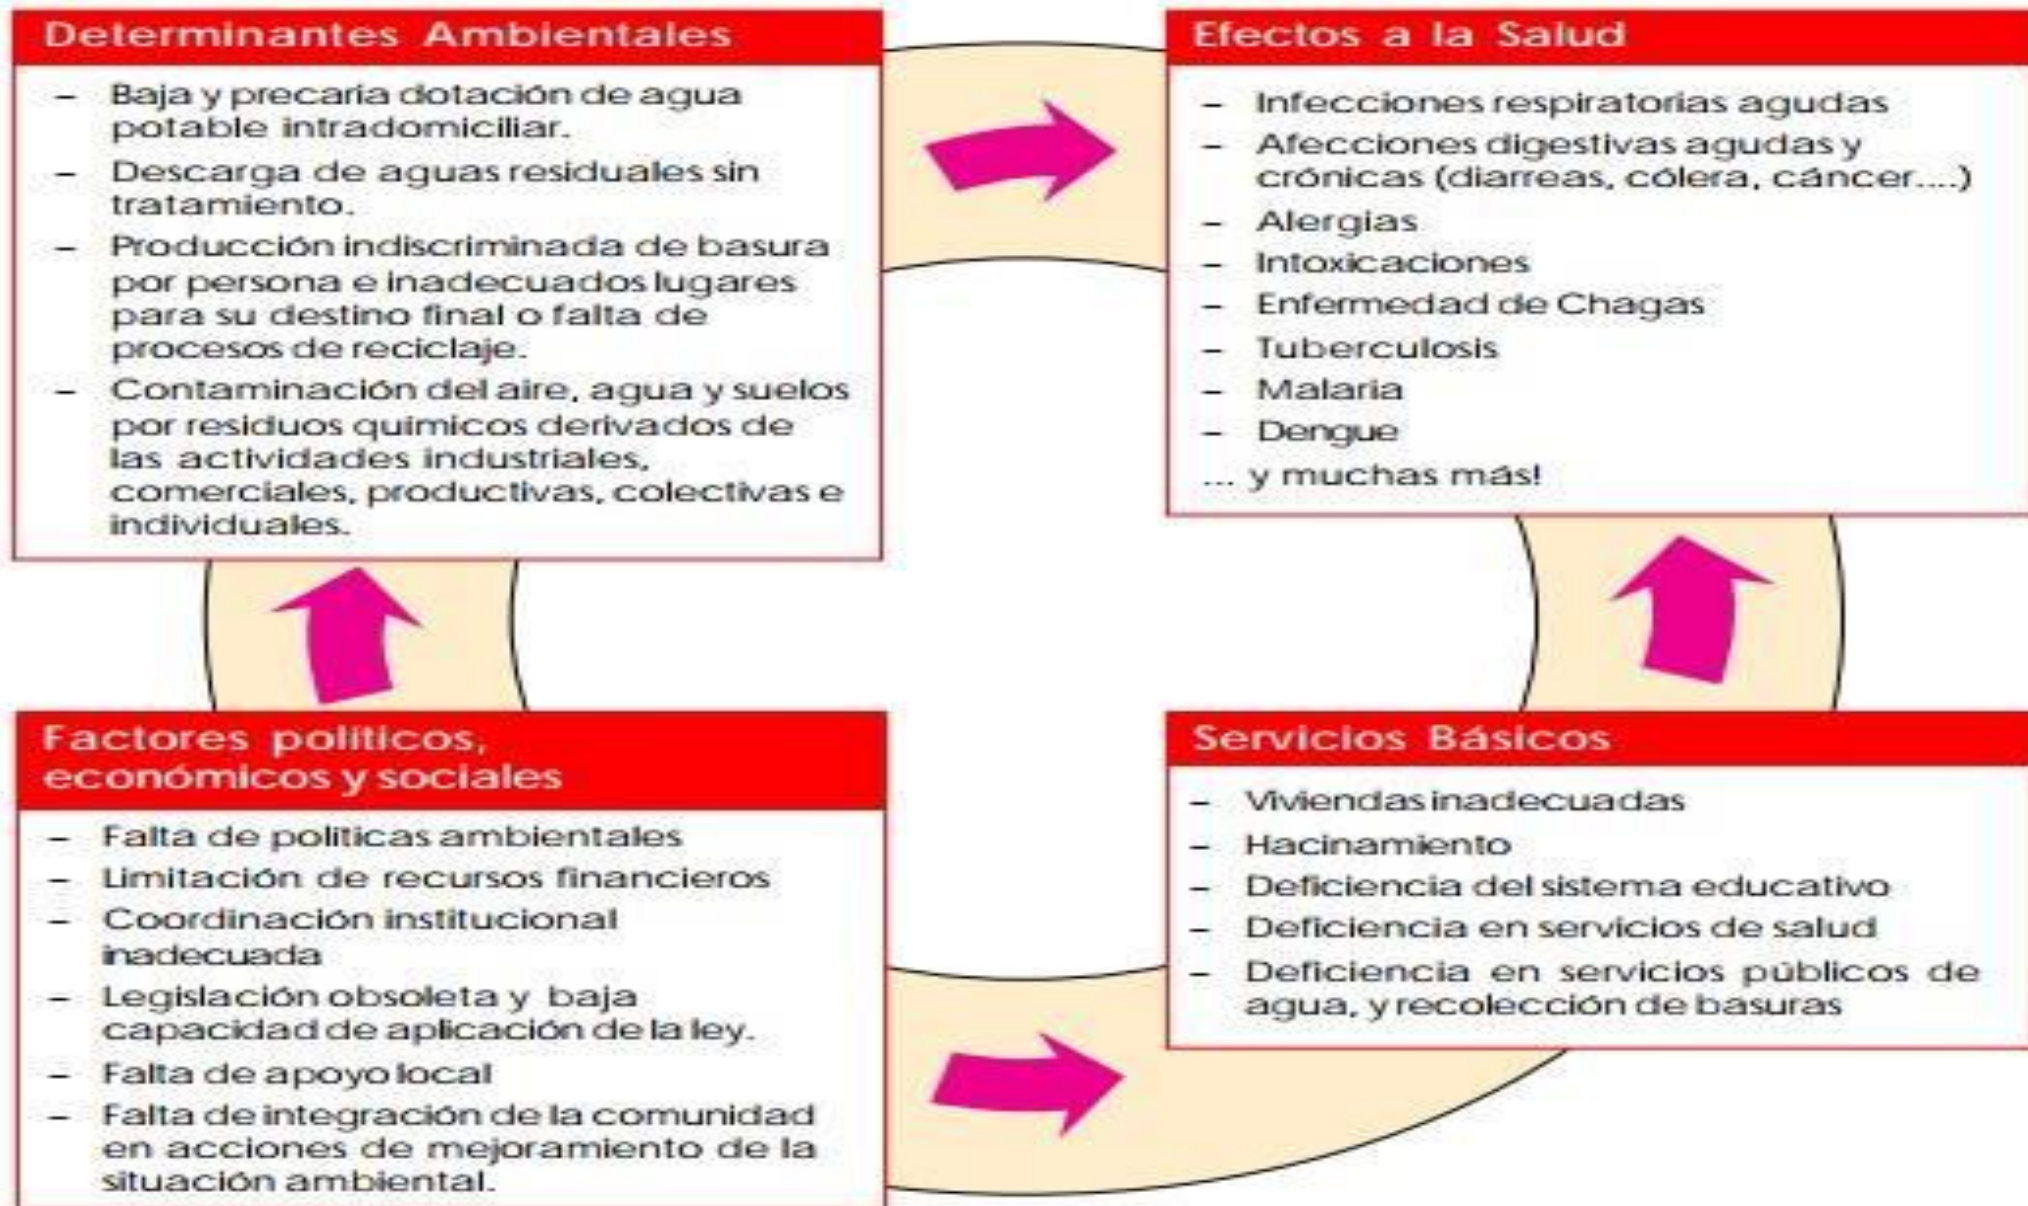 Determinantes Ambientales
– Baja y precaria dotación de agua
potable intradomiciliar.
– Descarga de aguas residuales sin
tratamiento.
– Producción indiscriminada de basura
por persona e inadecuados lugares
para su destino final o falta de
procesos de reciclaje.
– Contaminación del aire, agua y suelos
por residuos químicos derivados de
las actividades industriales,
comerciales, productivas, colectivas e
individuales.
Efectos a la Salud
– Infecciones respiratorias agudas
– Afecciones digestivas agudas y
crónicas (diarreas, cólera, cáncer....)
– Alergias
– Intoxicaciones
– Enfermedad de Chagas
– Tuberculosis
– Malaria
– Dengue
... y muchas más!
Factores políticos,
económicos y sociales
– Falta de políticas ambientales
– Limitación de recursos financieros
– Coordinación institucional
inadecuada
– Legislación obsoleta y baja
capacidad de aplicación de la ley.
– Falta de apoyo local
– Falta de integración de la comunidad
en acciones de mejoramiento de la
situación ambiental.
Servicios Básicos
– Viviendas inadecuadas
– Hacinamiento
– Deficiencia del sistema educativo
– Deficiencia en servicios de salud
– Deficiencia en servicios públicos de
agua, y recolección de basuras